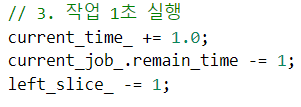 // 3. 작업 1초 실행
current_time_ += 1.0;
current_job_.remain_time -= 1;
left_slice_ -= 1;